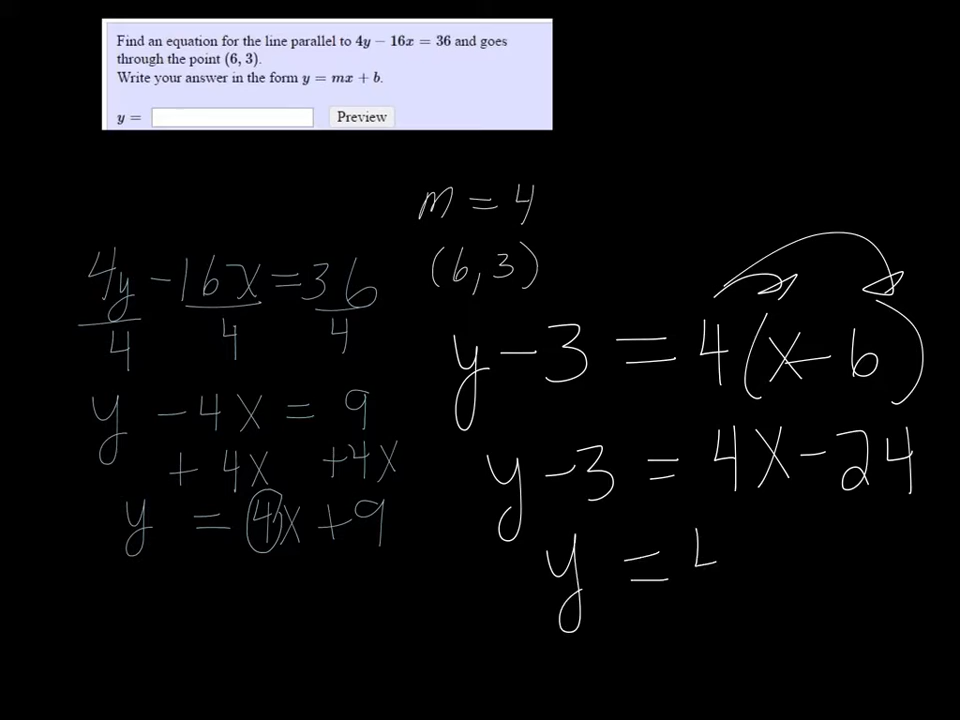 Find an equation for the line parallel to 4y − 16x = 36 and goes
through the point (6, 3).
Write your answer in the form y = mx + b.
y =
Preview
4y - 16x = 36
4 4 4
y - 4x = 9
+ 4x +4x
y = 4x + 9
m = 4
(6, 3)
y - 3 = 4(x - 6)
y - 3 = 4x - 24
y =